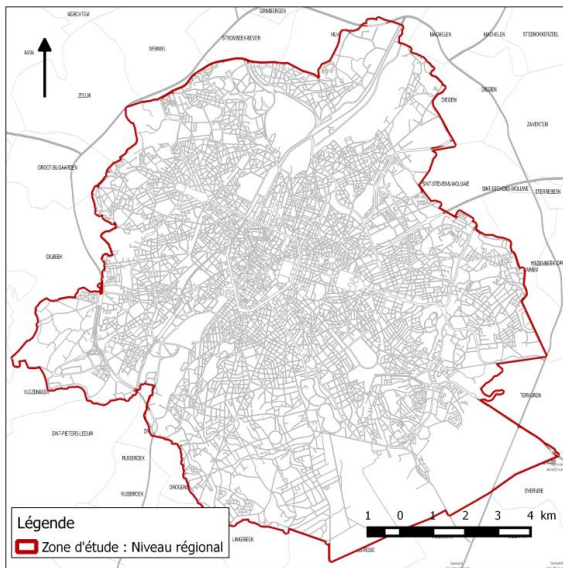 MERCHTEM
GRIMBERGEN
STROMBEEK-BEVER
MACHELEN
MACHELEN
STEENOKKERZEEL
ASSE
WEMMEL
ZELLIK
DIEGEM
DIEGEM
ZAVENTEM
GROOT-BIJGAARDEN
SINT-STEVENS-WOLUWE
SINT-STEVENS-WOLUWE
STERREBEEK
DILBEEK
VLEZENBEEK
TERVUREN
SINT-PIETERS-LEEUW
RUISBROEK
RUISBROEK
OVERIJSE
LINKEBEEK
Légende
Zone d'étude : Niveau régional
1 0 1 2 3 4 km